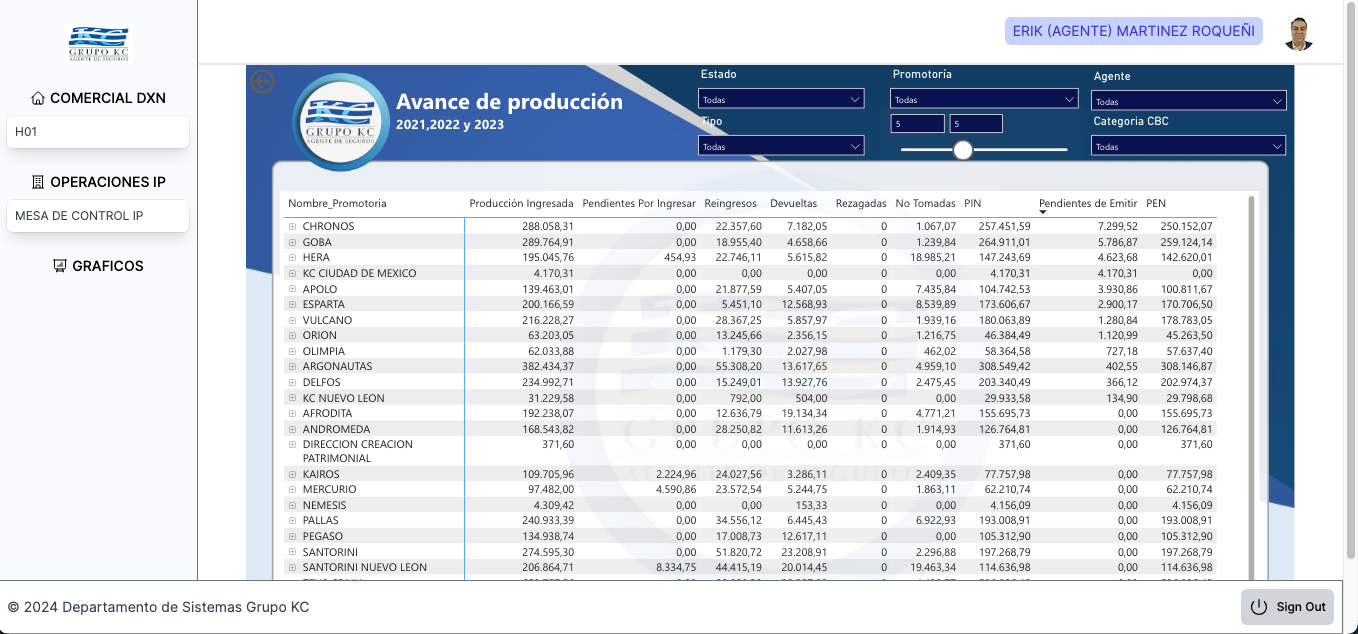 GRUPO KC
AGENTE DE SEGUROS
COMERCIAL DXN
H01
OPERACIONES IP
MESA DE CONTROL IP
GRAFICOS
ERIK (AGENTE) MARTINEZ ROQUEÑI
GRUPO KC
AGENTE DE SEGUROS
Avance de producción
2021,2022 y 2023
Estado
Todas
Tipo
Todas
Promotoría
Todas
5 5
Agente
Todas
Categoria CBC
Todas
Nombre_Promotoria Producción Ingresada Pendientes Por Ingresar Reingresos Devueltas Rezagadas No Tomadas PIN Pendientes de Emitir PEN
CHRONOS 288.058,31 0,00 22.357,60 7.182,05 0 1.067,07 257.451,59 7.299,52 250.152,07
GOBA 289.764,91 0,00 18.955,40 4.658,66 0 1.239,84 264.911,01 5.786,87 259.124,14
HERA 195.045,76 454,93 22.746,11 5.615,82 0 18.985,21 147.243,69 4.623,68 142.620,01
KC CIUDAD DE MEXICO 4.170,31 0,00 0,00 0,00 0 0,00 4.170,31 4.170,31 0,00
APOLO 139.463,01 0,00 21.877,59 5.407,05 0 7.435,84 104.742,53 3.930,86 100.811,67
ESPARTA 200.166,59 0,00 5.451,10 12.568,93 0 8.539,89 173.606,67 2.900,17 170.706,50
VULCANO 216.228,27 0,00 28.367,25 5.857,97 0 1.939,16 180.063,89 1.280,84 178.783,05
ORION 63.203,05 0,00 13.245,66 2.356,15 0 1.216,75 46.384,49 1.120,99 45.263,50
OLIMPIA 62.033,88 0,00 1.179,30 2.027,98 0 462,02 58.364,58 727,18 57.637,40
ARGONAUTAS 382.434,37 0,00 55.308,20 13.617,65 0 4.959,10 308.549,42 402,55 308.146,87
DELFOS 234.992,71 0,00 15.249,01 13.927,76 0 2.475,45 203.340,49 366,12 202.974,37
KC NUEVO LEON 31.229,58 0,00 792,00 504,00 0 0,00 29.933,58 134,90 29.798,68
AFRODITA 192.238,07 0,00 12.636,79 19.134,34 0 4.771,21 155.695,73 0,00 155.695,73
ANDROMEDA 168.543,82 0,00 28.250,82 11.613,26 0 1.914,93 126.764,81 0,00 126.764,81
DIRECCION CREACION 371,60 0,00 0,00 0,00 0 0,00 371,60 0,00 371,60
PATRIMONIAL
KAIROS 109.705,96 2.224,96 24.027,56 3.286,11 0 2.409,35 77.757,98 0,00 77.757,98
MERCURIO 97.482,00 4.590,86 23.572,54 5.244,75 0 1.863,11 62.210,74 0,00 62.210,74
NEMESIS 4.309,42 0,00 0,00 153,33 0 0,00 4.156,09 0,00 4.156,09
PALLAS 240.933,39 0,00 34.556,12 6.445,43 0 6.922,93 193.008,91 0,00 193.008,91
PEGASO 134.938,74 0,00 17.008,73 12.617,11 0 0,00 105.312,90 0,00 105.312,90
SANTORINI 274.595,30 0,00 51.820,72 23.208,91 0 2.296,88 197.268,79 0,00 197.268,79
SANTORINI NUEVO LEON 206.864,71 8.334,75 44.415,19 20.014,45 0 19.463,34 114.636,98 0,00 114.636,98
GRUPO KC
© 2024 Departamento de Sistemas Grupo KC
Sign Out